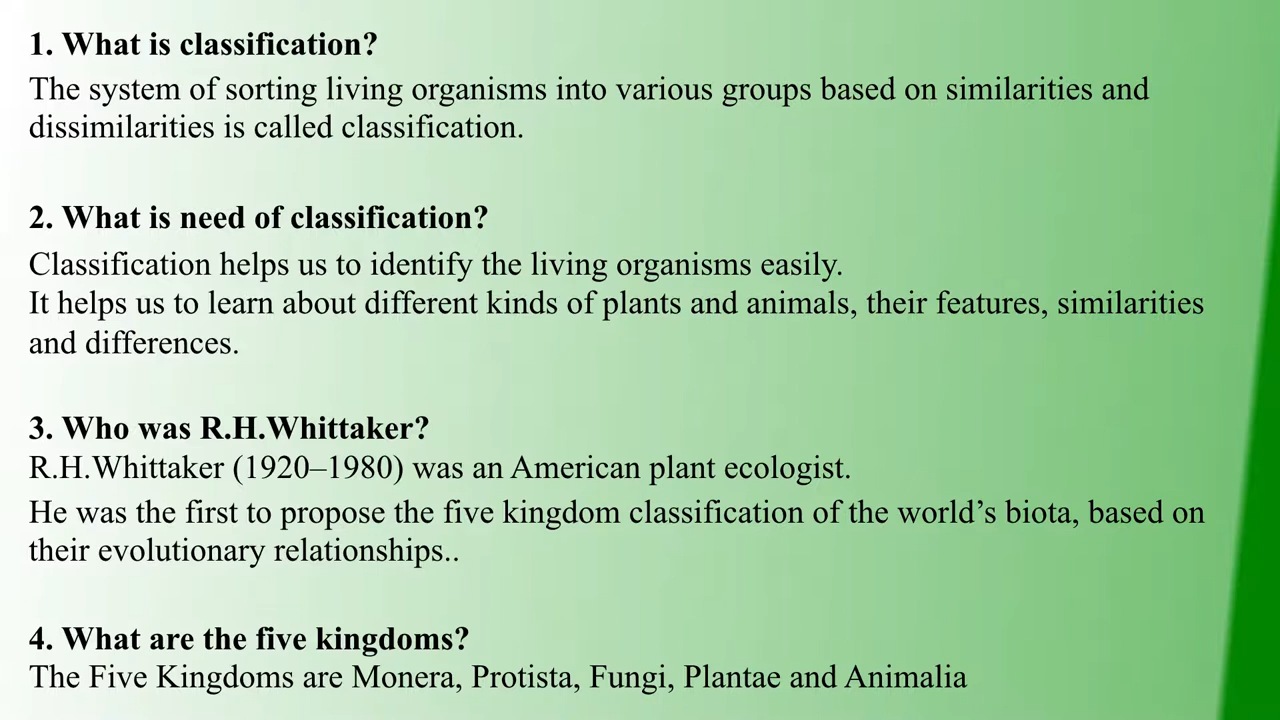 1. What is classification?
The system of sorting living organisms into various groups based on similarities and
dissimilarities is called classification.
2. What is need of classification?
Classification helps us to identify the living organisms easily.
It helps us to learn about different kinds of plants and animals, their features, similarities
and differences.
3. Who was R.H.Whittaker?
R.H.Whittaker (1920–1980) was an American plant ecologist.
He was the first to propose the five kingdom classification of the world’s biota, based on
their evolutionary relationships..
4. What are the five kingdoms?
The Five Kingdoms are Monera, Protista, Fungi, Plantae and Animalia